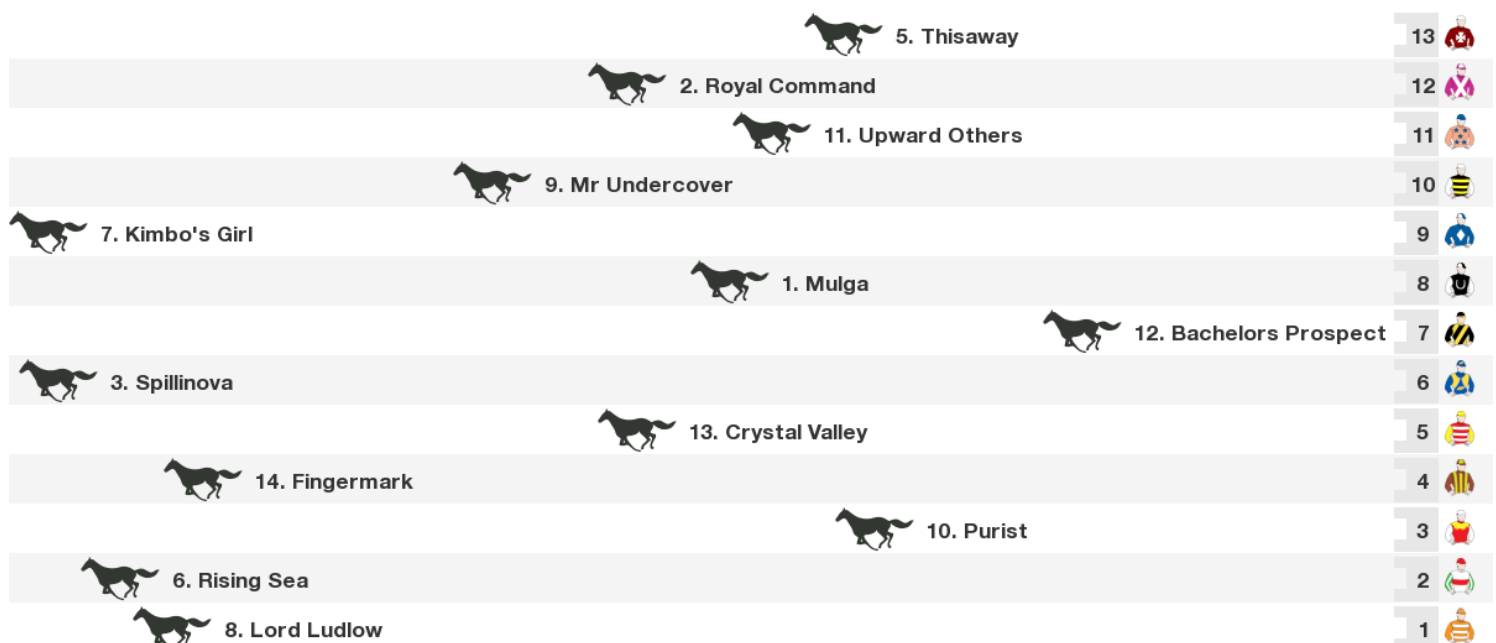 5. Thisaway 13
2. Royal Command 12
11. Upward Others 11
9. Mr Undercover 10
7. Kimbo's Girl 9
1. Mulga 8
12. Bachelors Prospect 7
3. Spillinova 6
13. Crystal Valley 5
14. Fingermark 4
10. Purist 3
6. Rising Sea 2
8. Lord Ludlow 1